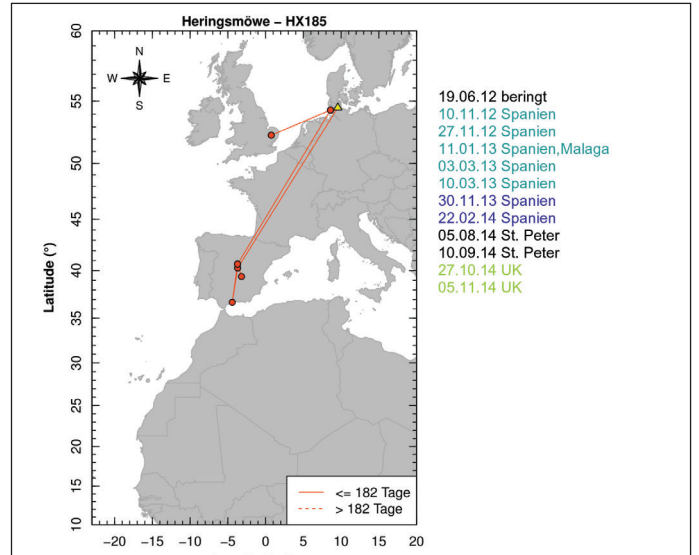 Heringsmöwe – HX185
N
W E
S
60
55
50
45
40
35
30
25
20
15
10
Latitude (°)
−20 −15 −10 −5 0 5 10 15 20
<= 182 Tage
> 182 Tage
19.06.12 beringt
10.11.12 Spanien
27.11.12 Spanien
11.01.13 Spanien,Malaga
03.03.13 Spanien
10.03.13 Spanien
30.11.13 Spanien
22.02.14 Spanien
05.08.14 St. Peter
10.09.14 St. Peter
27.10.14 UK
05.11.14 UK